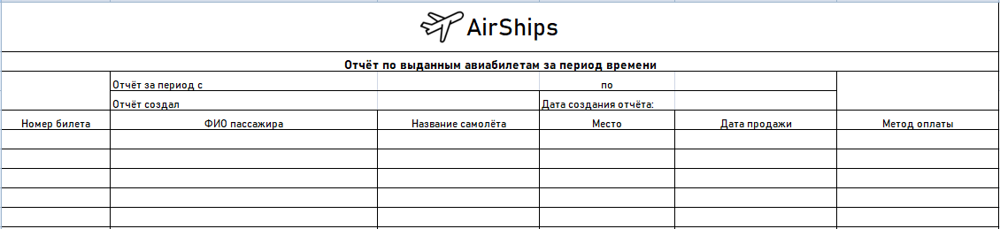 AirShips
Отчёт по выданным авиабилетам за период времени
Отчёт за период с по
Отчёт создал Дата создания отчёта:
Номер билета ФИО пассажира Название самолёта Место Дата продажи Метод оплаты